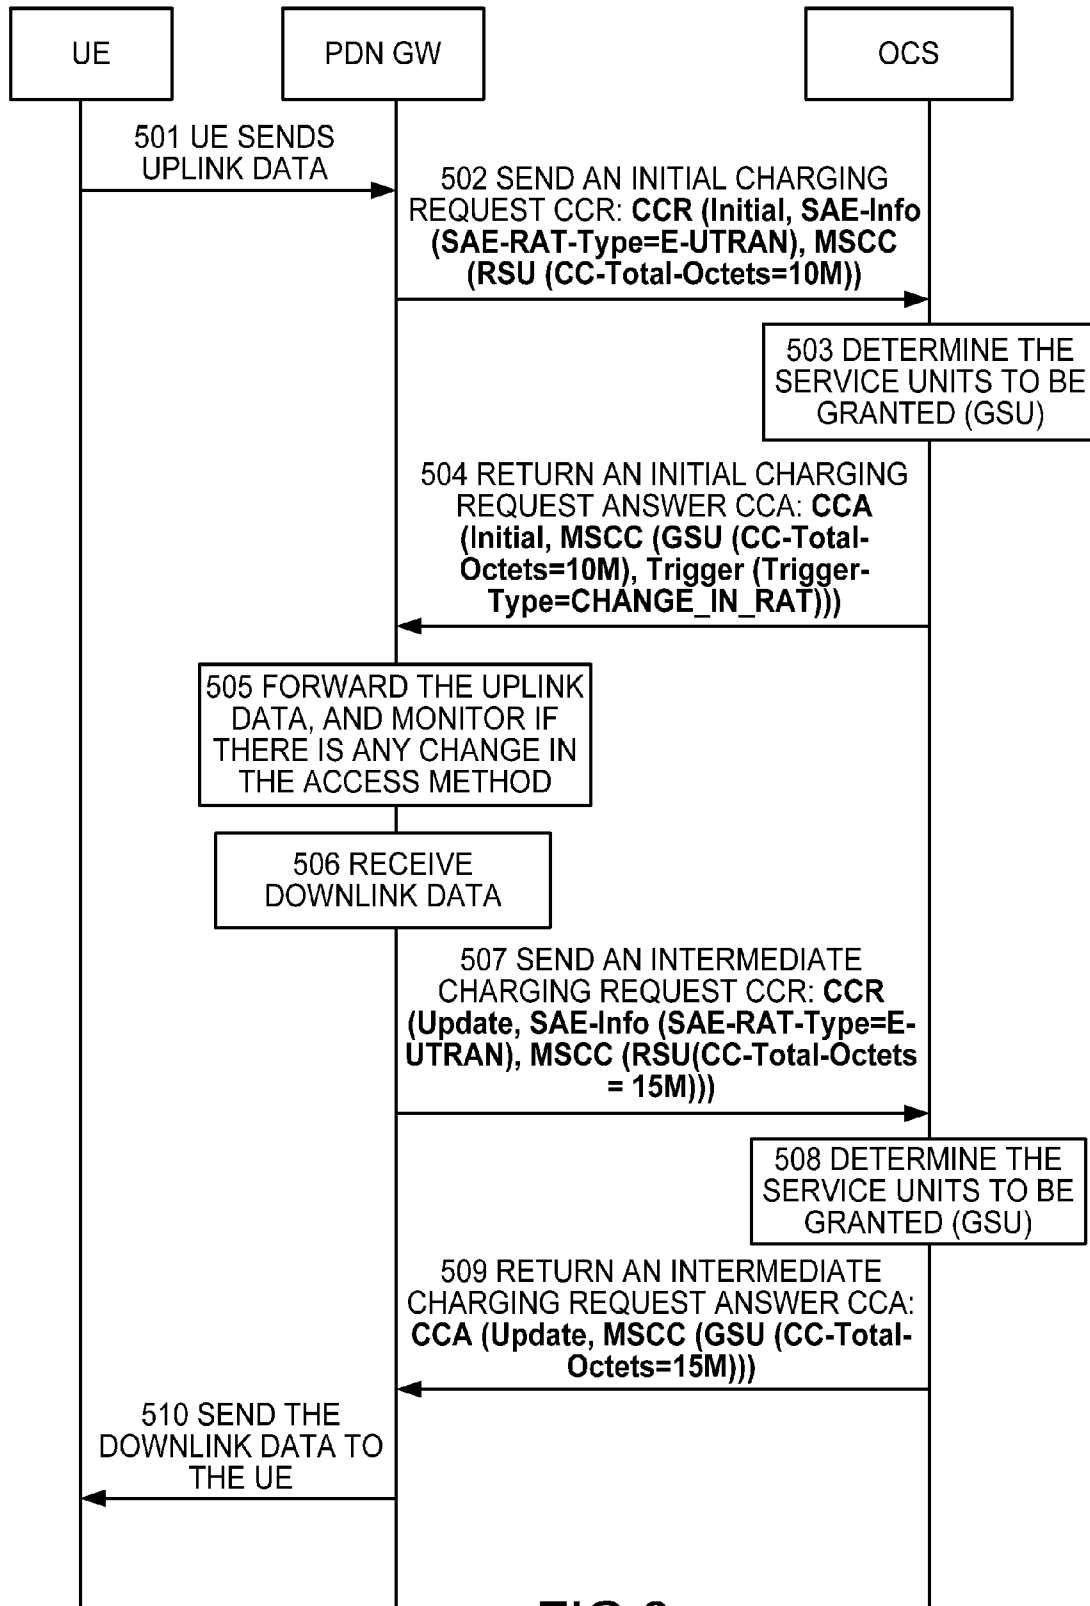 UE
PDN GW
OCS
501 UE SENDS
UPLINK DATA
502 SEND AN INITIAL CHARGING
REQUEST CCR: CCR (Initial, SAE-Info
(SAE-RAT-Type=E-UTRAN), MSCC
(RSU (CC-Total-Octets=10M))
503 DETERMINE THE
SERVICE UNITS TO BE
GRANTED (GSU)
504 RETURN AN INITIAL CHARGING
REQUEST ANSWER CCA: CCA
(Initial, MSCC (GSU (CC-Total-
Octets=10M), Trigger (Trigger-
Type=CHANGE_IN_RAT)))
505 FORWARD THE UPLINK
DATA, AND MONITOR IF
THERE IS ANY CHANGE IN
THE ACCESS METHOD
506 RECEIVE
DOWNLINK DATA
507 SEND AN INTERMEDIATE
CHARGING REQUEST CCR: CCR
(Update, SAE-Info (SAE-RAT-Type=E-
UTRAN), MSCC (RSU(CC-Total-Octets
= 15M)))
508 DETERMINE THE
SERVICE UNITS TO BE
GRANTED (GSU)
509 RETURN AN INTERMEDIATE
CHARGING REQUEST ANSWER CCA:
CCA (Update, MSCC (GSU (CC-Total-
Octets=15M)))
510 SEND THE
DOWNLINK DATA TO
THE UE